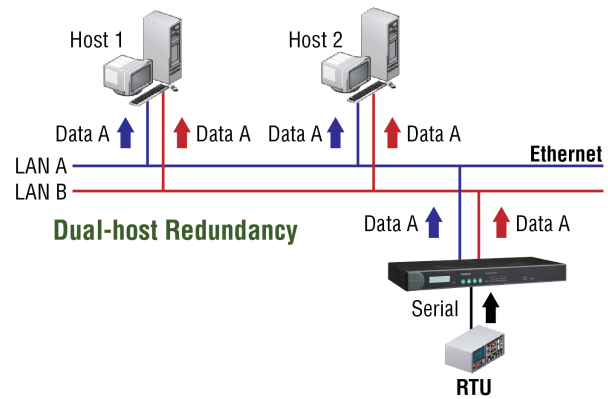 Host 1
Host 2
Data A
Data A
Data A
Data A
Ethernet
LAN A
LAN B
Dual-host Redundancy
Data A
Data A
Serial
RTU